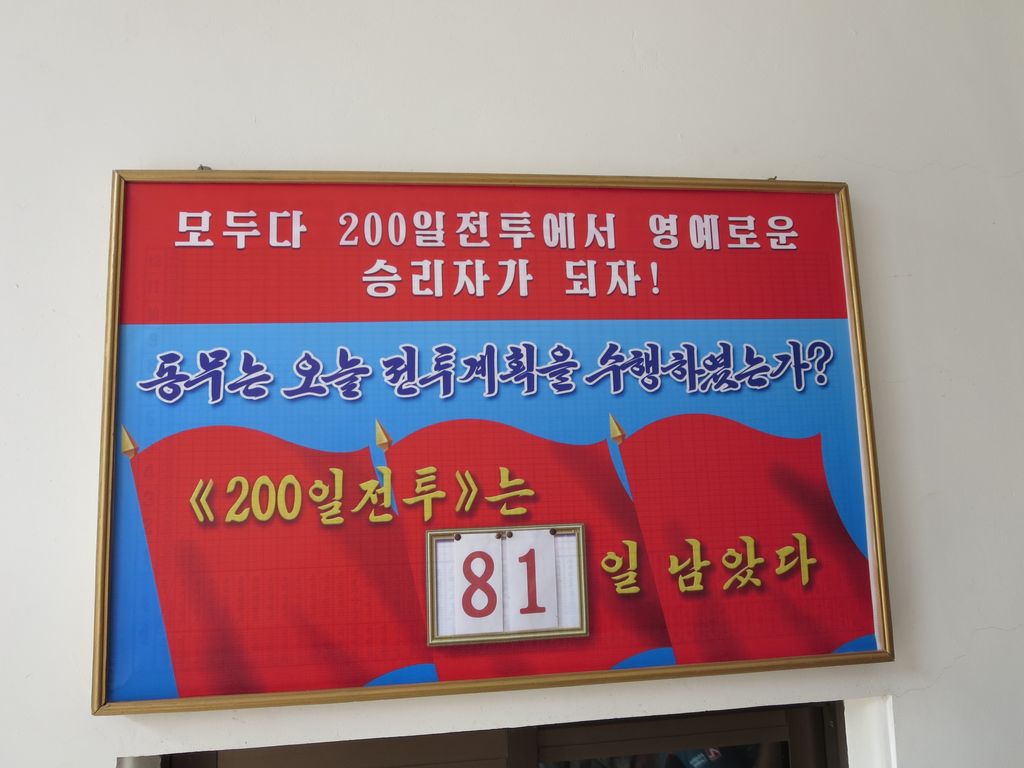 모두다 200일전투에서 영예로운
승리자가 되자!
동무는 오늘 전투계획을 수행하였는가?
《200일전투》는
81 일 남았다